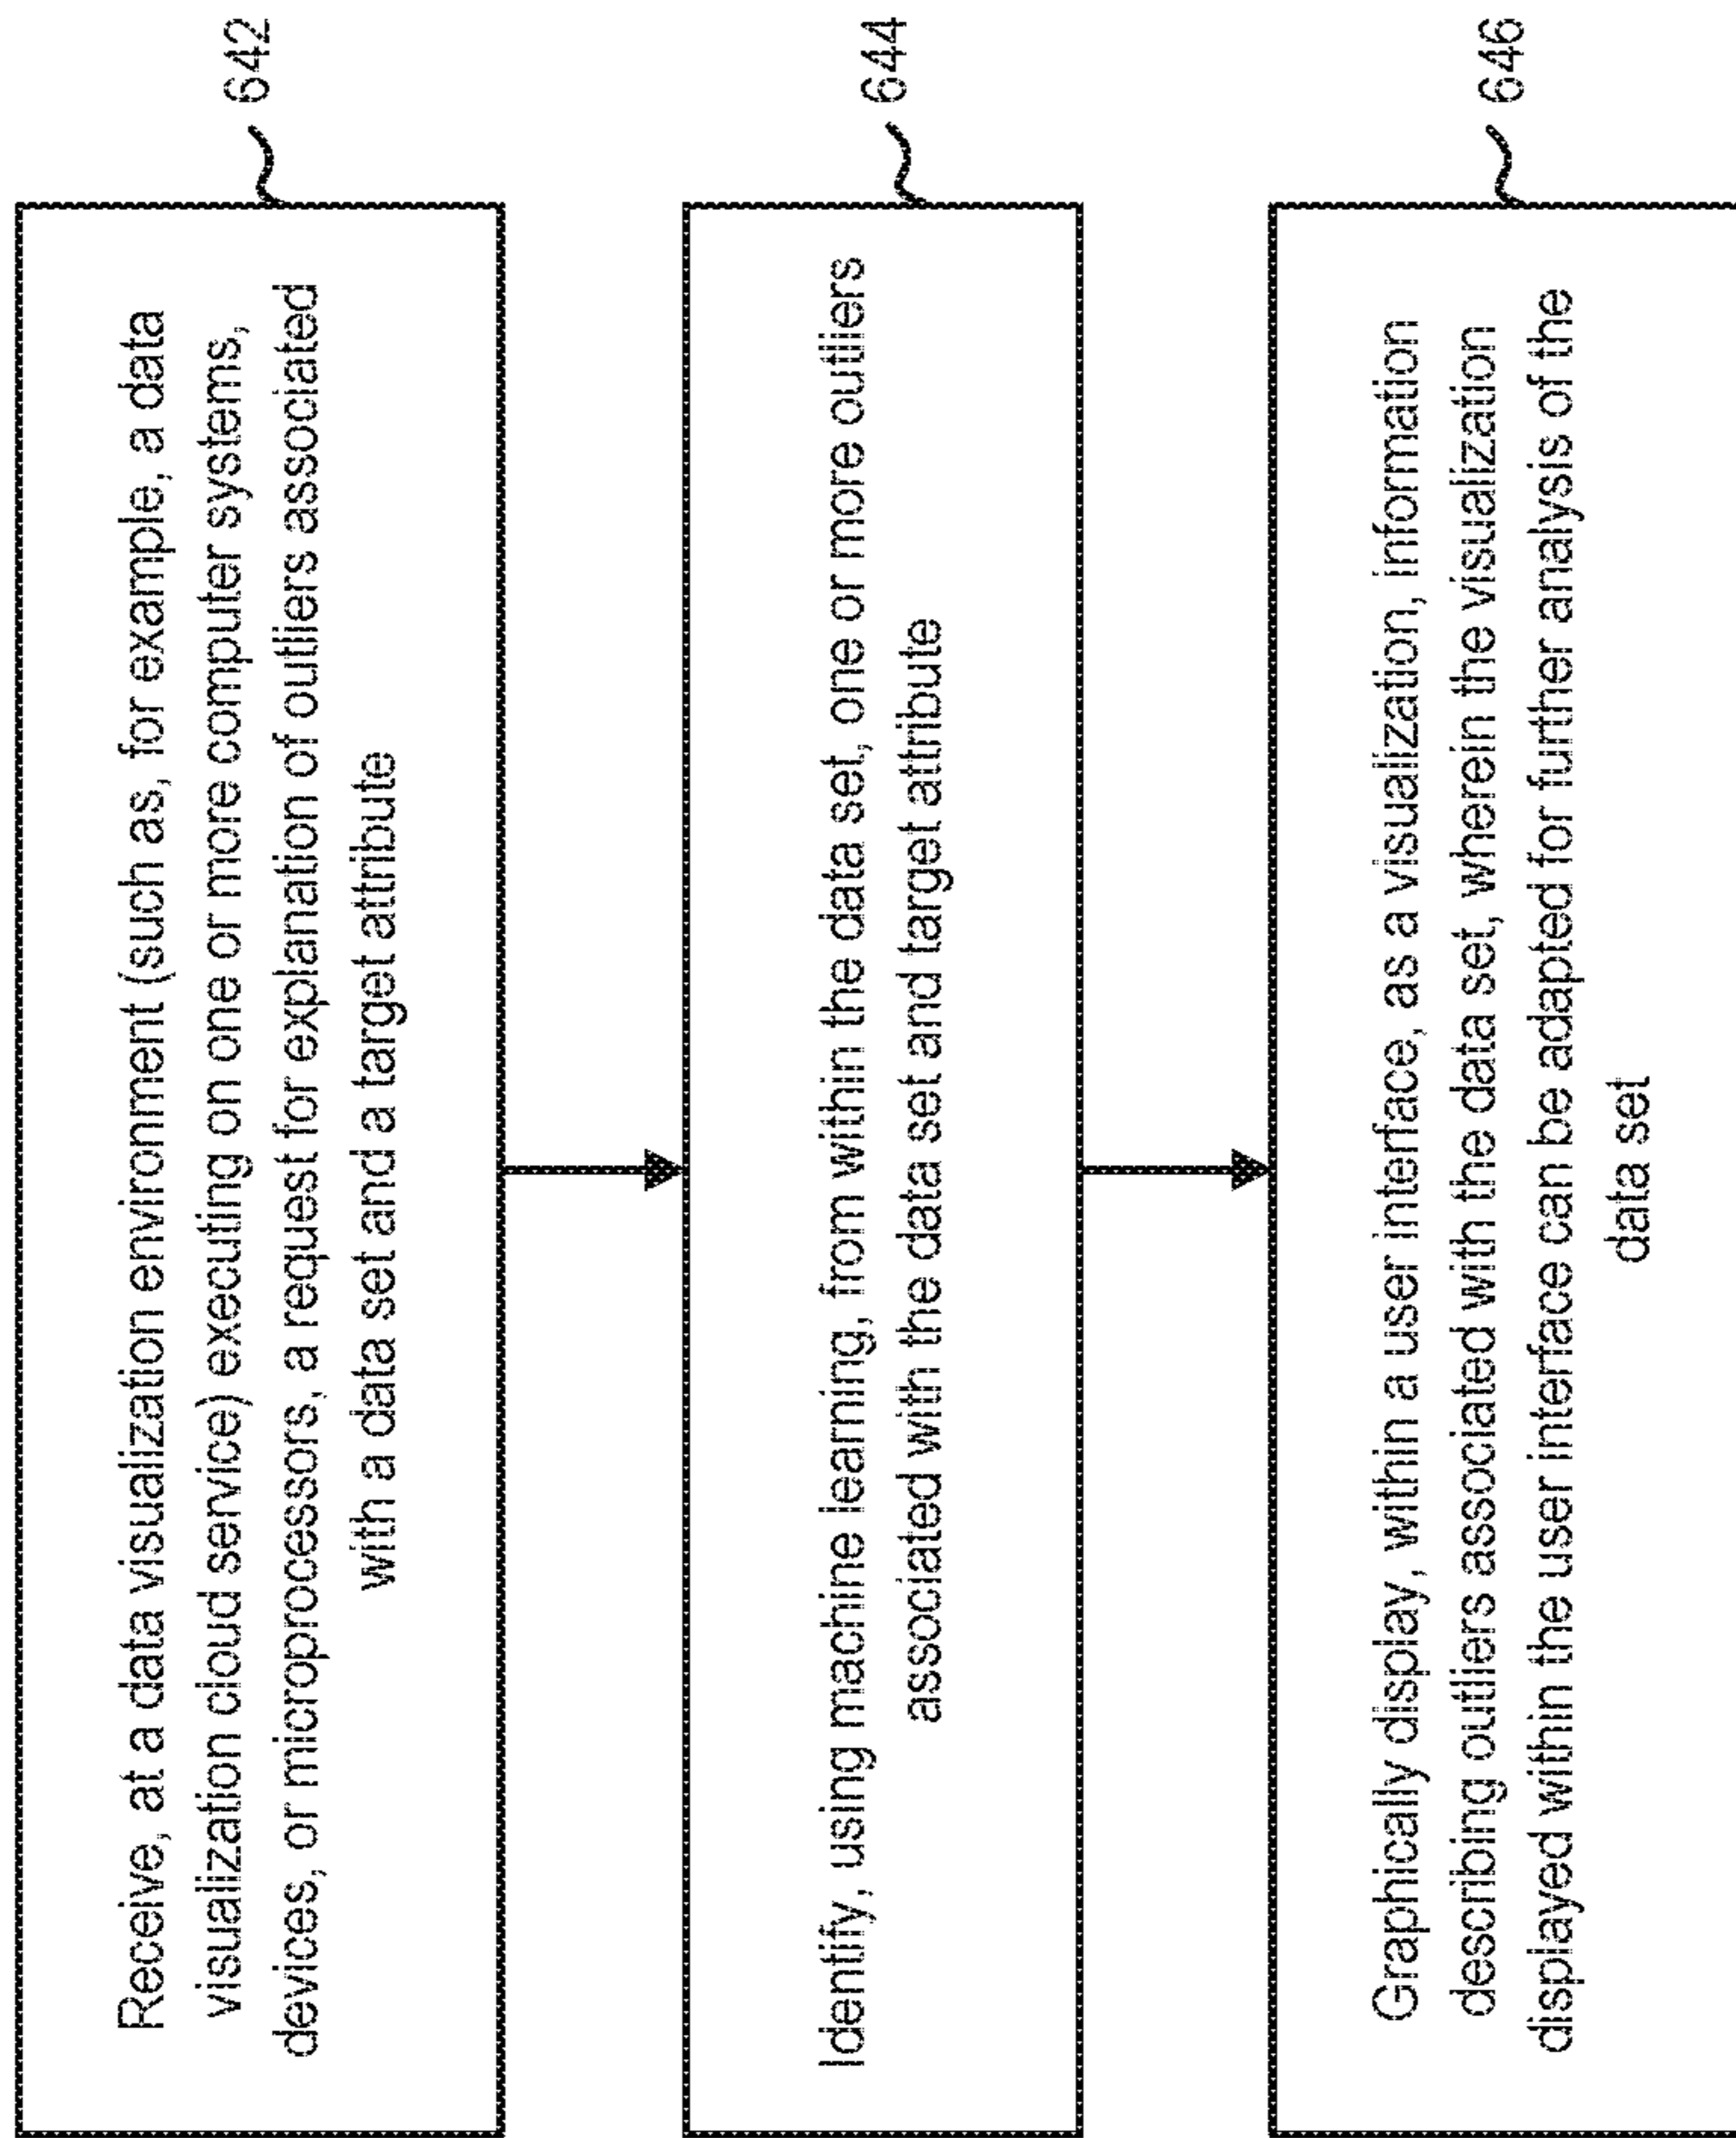 Receive, at a data visualization environment (such as, for example, a data
visualization cloud service) executing on one or more computer systems,
devices, or microprocessors, a request for explanation of outliers associated
with a data set and a target attribute
642
Identify, using machine learning, from within the data set, one or more outliers
associated with the data set and target attribute
644
Graphically display, within a user interface, as a visualization, information
describing outliers associated with the data set, wherein the visualization
displayed within the user interface can be adapted for further analysis of the
data set
646